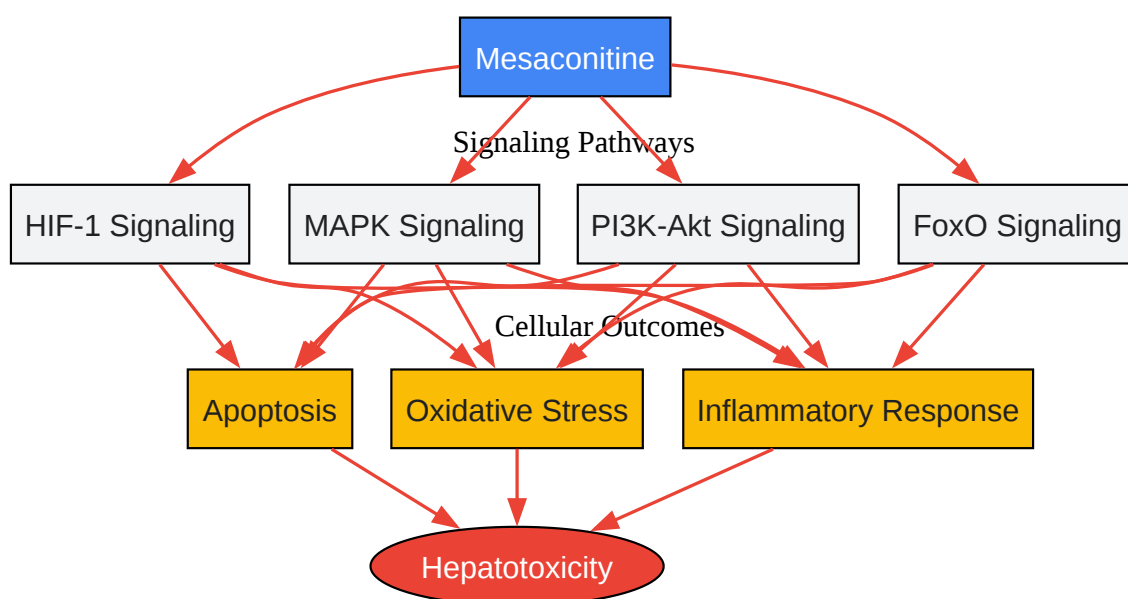 Mesaconitine
Signaling Pathways
HIF-1 Signaling
MAPK Signaling
PI3K-Akt Signaling
FoxO Signaling
Cellular Outcomes
Apoptosis
Oxidative Stress
Inflammatory Response
Hepatotoxicity